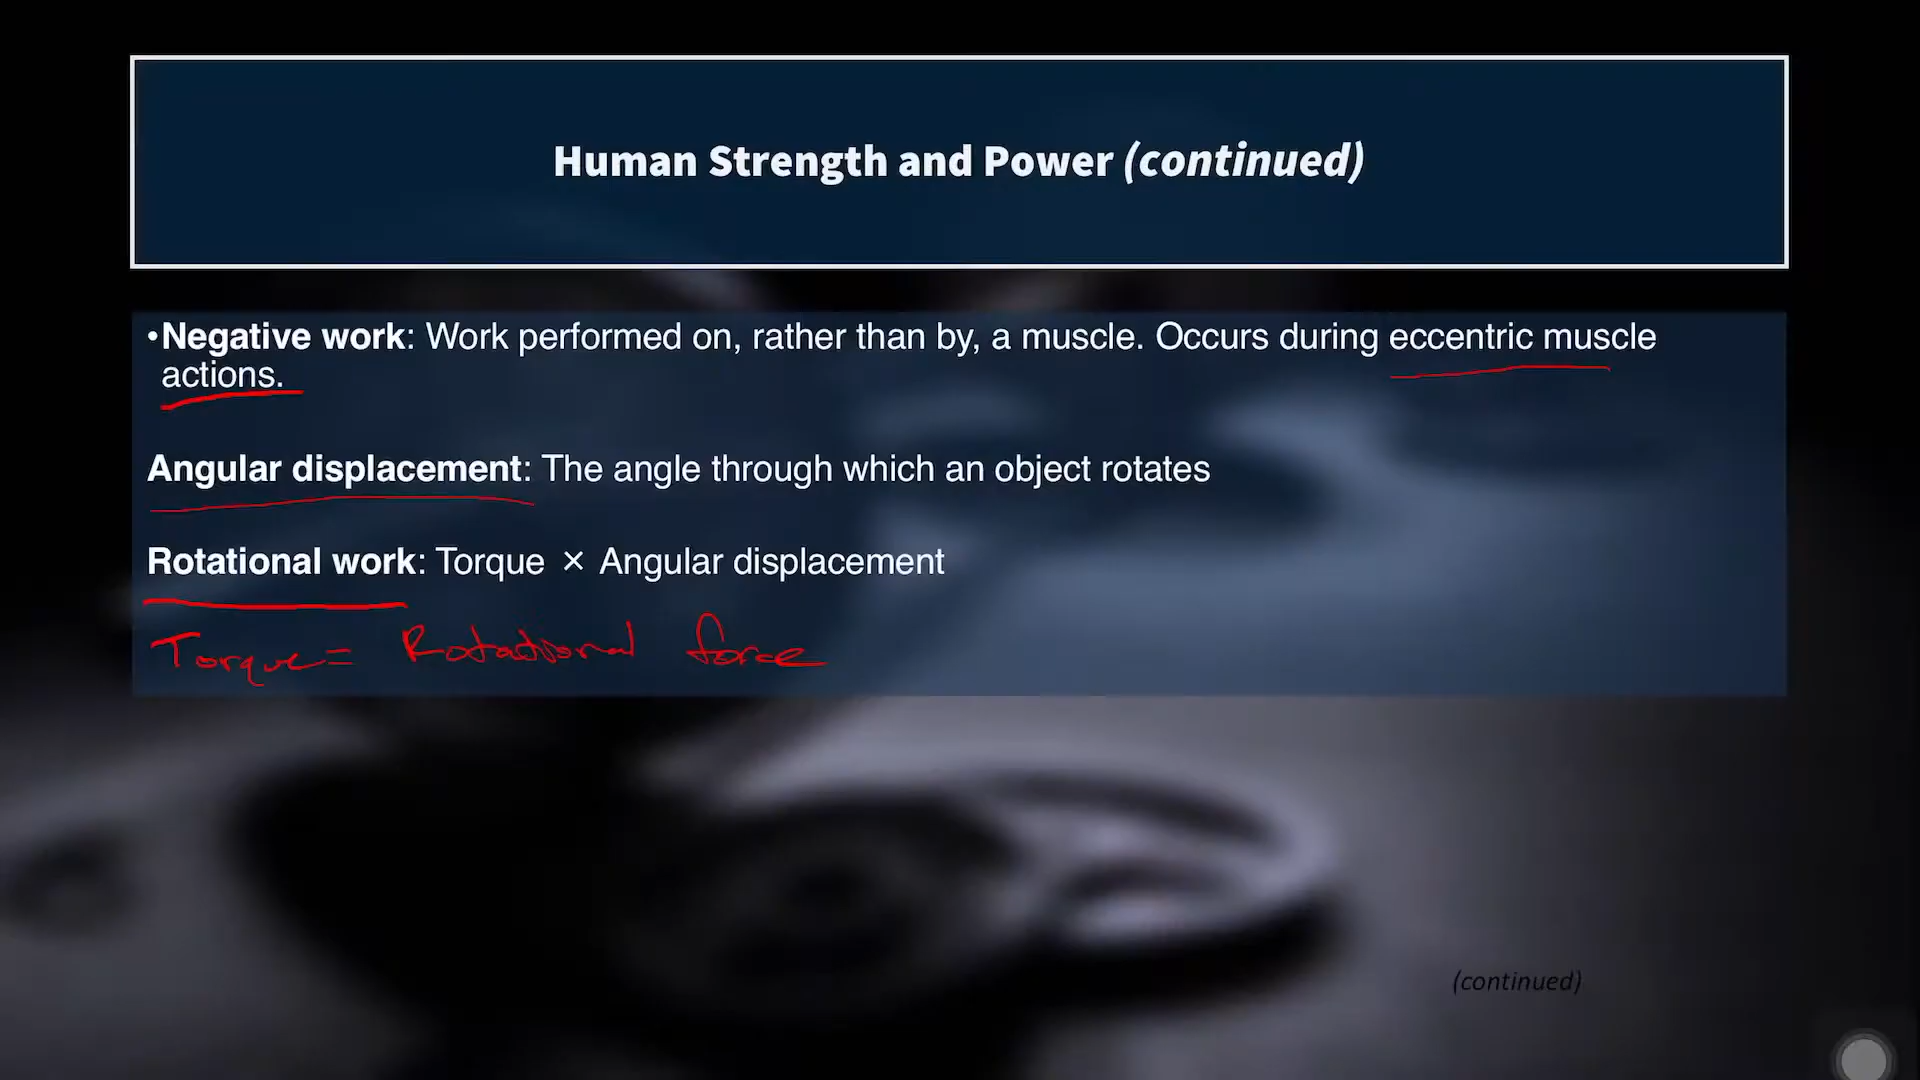 Human Strength and Power (continued)
•Negative work: Work performed on, rather than by, a muscle. Occurs during eccentric muscle
actions.
Angular displacement: The angle through which an object rotates
Rotational work: Torque × Angular displacement
Torque = Rotational force
(continued)